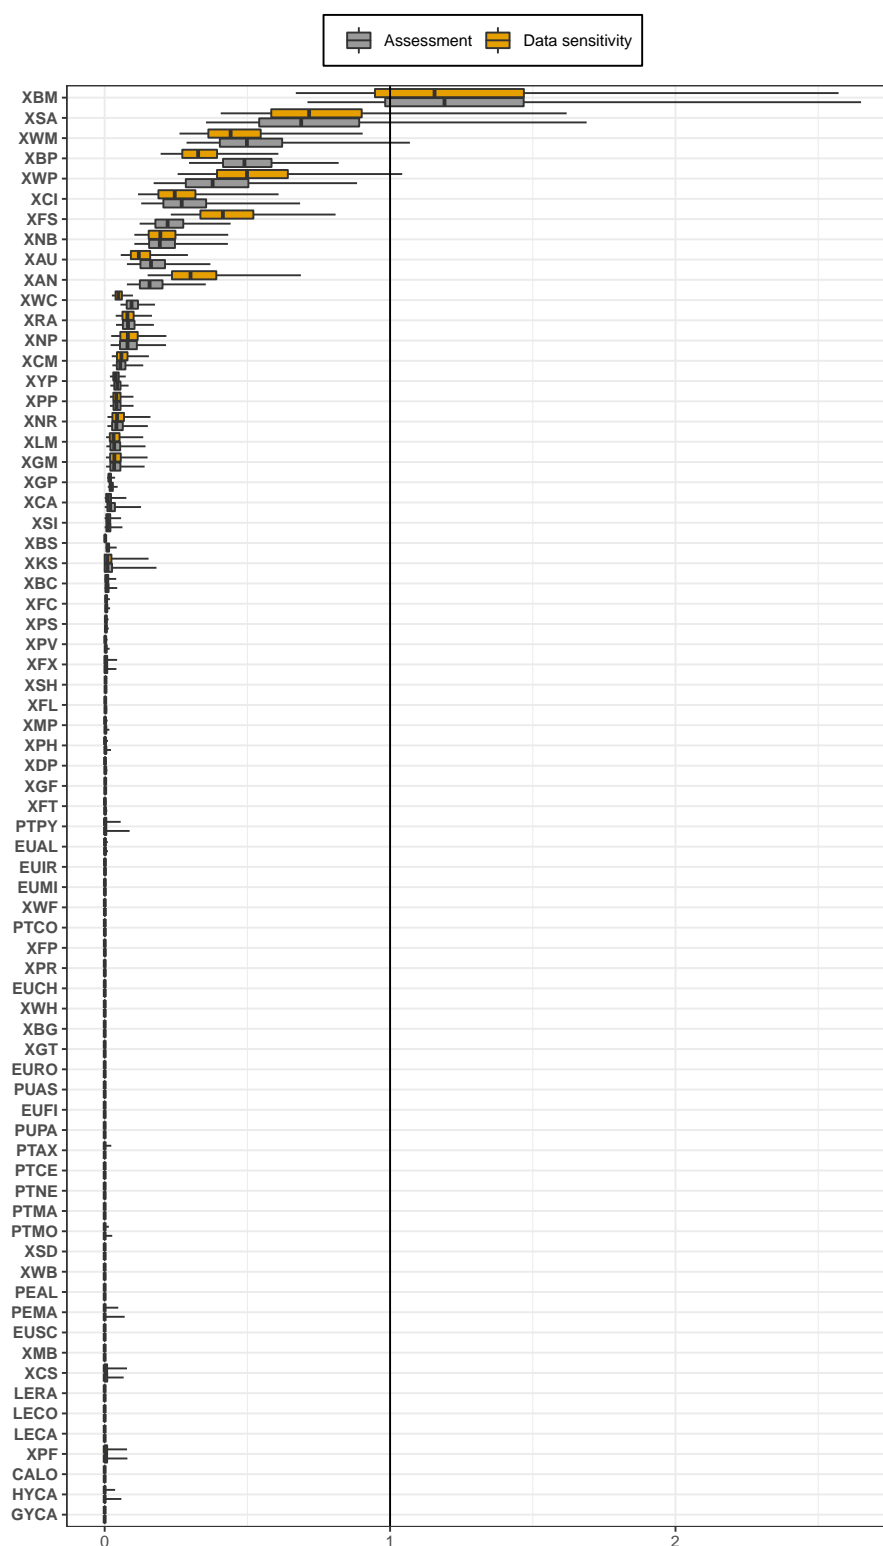 Assessment Data sensitivity
XBM
XSA
XWM
XBP
XWP
XCI
XFS
XNB
XAU
XAN
XWC
XRA
XNP
XCM
XYP
XPP
XNR
XLM
XGM
XGP
XCA
XSI
XBS
XKS
XBC
XFC
XPS
XPV
XFX
XSH
XFL
XMP
XPH
XDP
XGF
XFT
PTPY
EUAL
EUIR
EUMI
XWF
PTCO
XFP
XPR
EUCH
XWH
XBG
XGT
EURO
PUAS
EUFI
PUPA
PTAX
PTCE
PTNE
PTMA
PTMO
XSD
XWB
PEAL
PEMA
EUSC
XMB
XCS
LERA
LECO
LECA
XPF
CALO
HYCA
GYCA
0 1 2